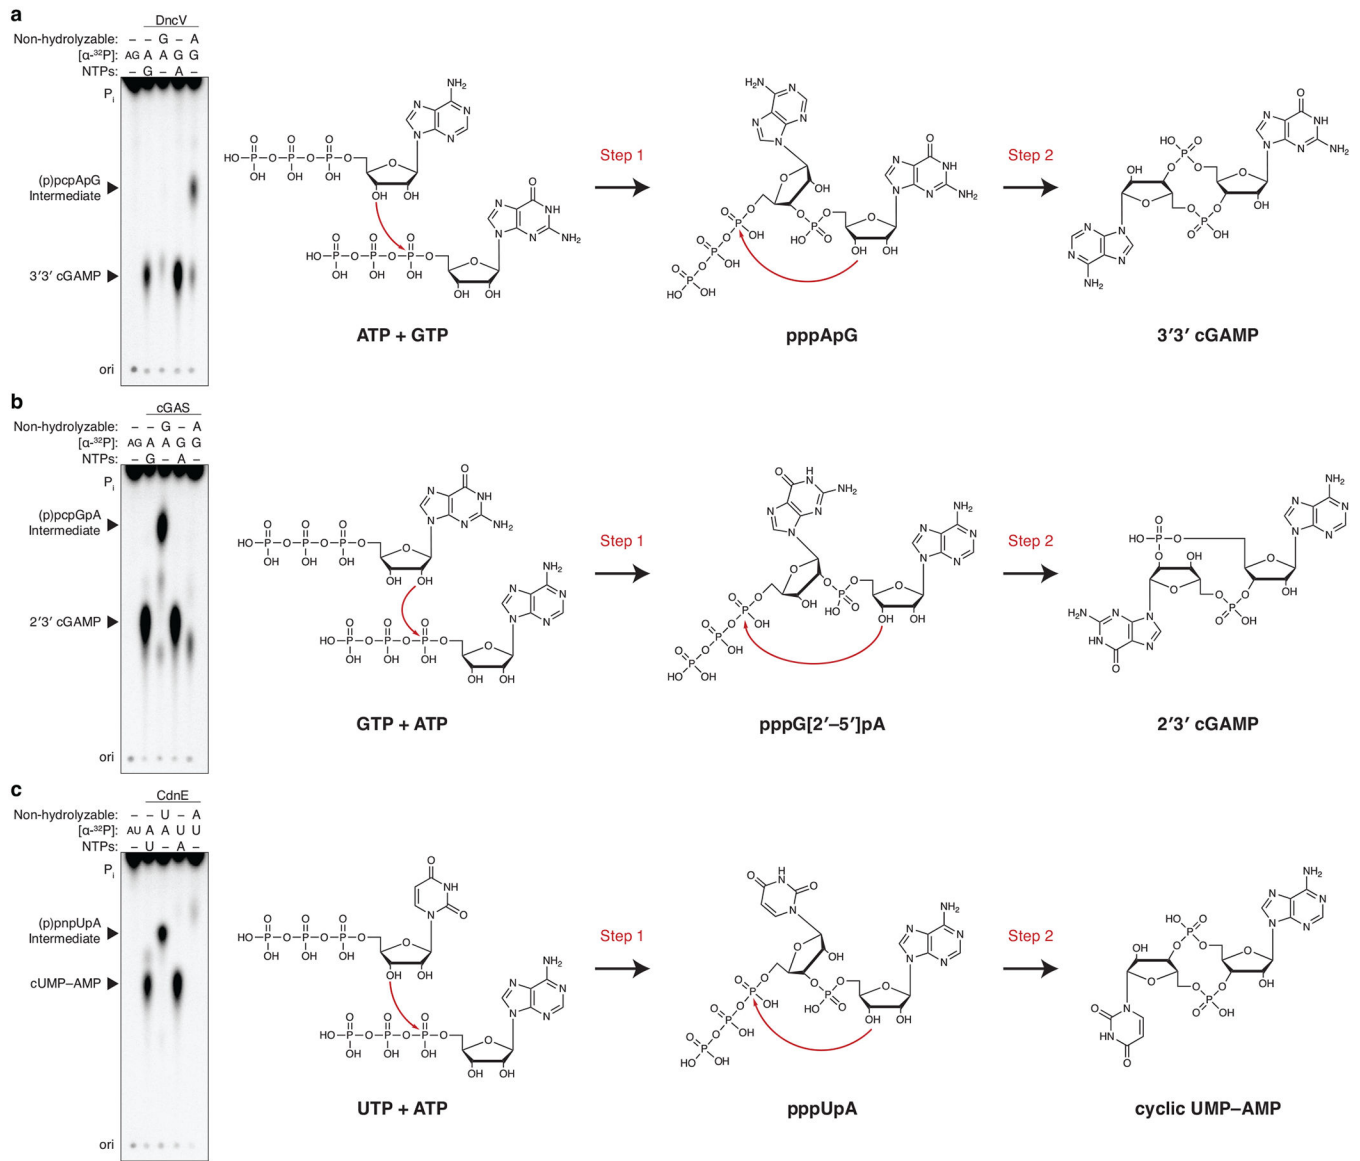 a
DncV
Non-hydrolyzable: – – G – A
[α-³²P]: AG A A G G
NTPs: – G – A –
Pᵢ
(p)pcpApG
Intermediate
3′3′ cGAMP
ori
Step 1
Step 2
ATP + GTP
pppApG
3′3′ cGAMP
b
cGAS
Non-hydrolyzable: – – G – A
[α-³²P]: AG A A G G
NTPs: – G – A –
Pᵢ
(p)pcpGpA
Intermediate
2′3′ cGAMP
ori
Step 1
Step 2
GTP + ATP
pppG[2′–5′]pA
2′3′ cGAMP
c
CdnE
Non-hydrolyzable: – – U – A
[α-³²P]: AU A A U U
NTPs: – U – A –
Pᵢ
(p)pnpUpA
Intermediate
cUMP–AMP
ori
Step 1
Step 2
UTP + ATP
pppUpA
cyclic UMP–AMP